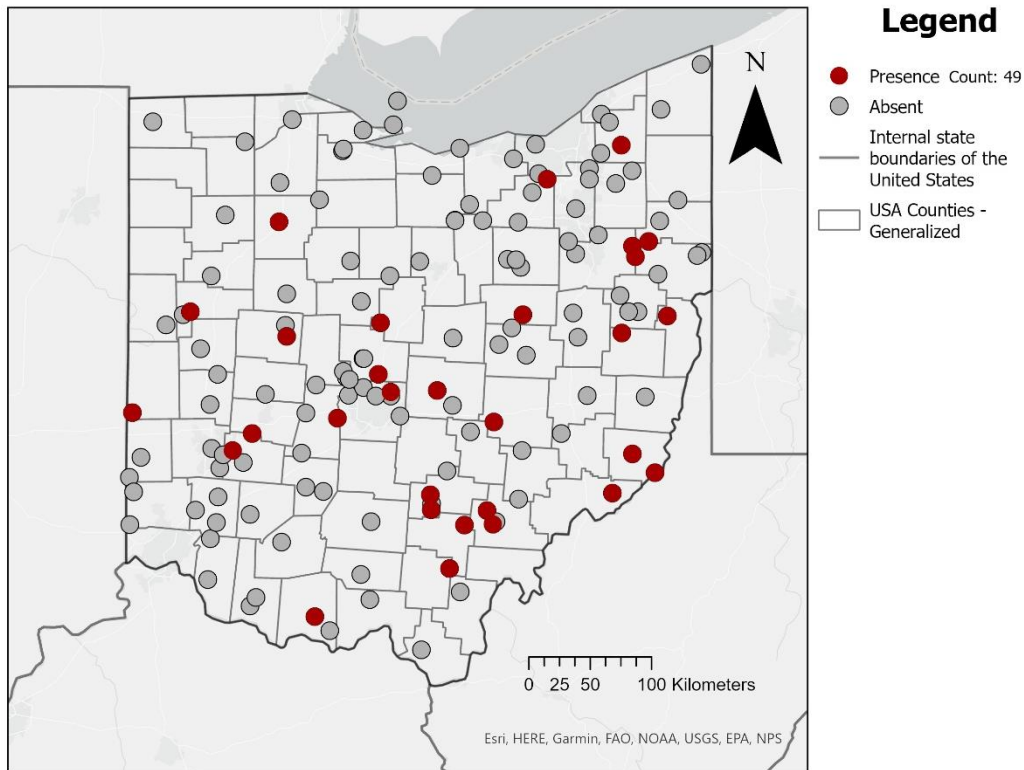 Legend
N
Presence Count: 49
Absent
Internal state
boundaries of the
United States
USA Counties -
Generalized
0 25 50 100 Kilometers
Esri, HERE, Garmin, FAO, NOAA, USGS, EPA, NPS